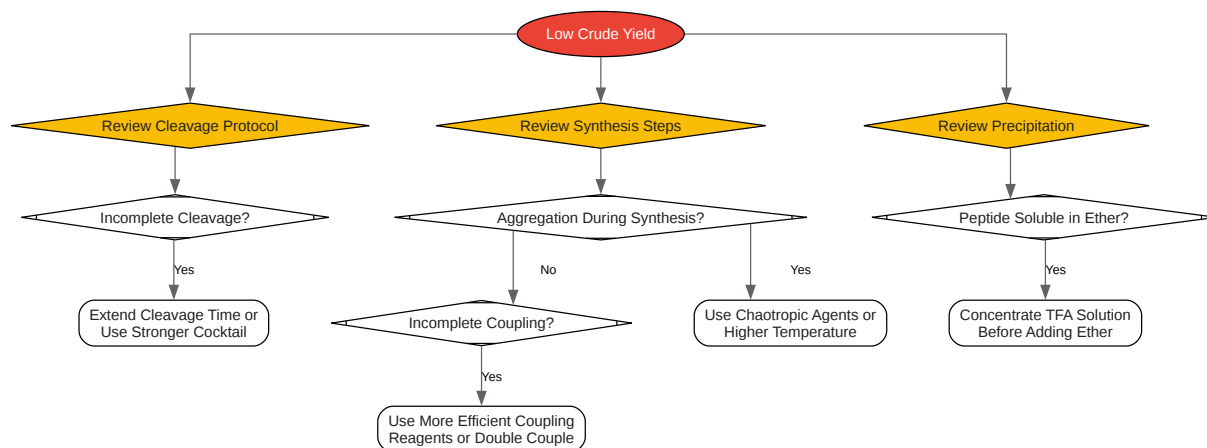 Low Crude Yield
Review Cleavage Protocol
Review Synthesis Steps
Review Precipitation
Incomplete Cleavage?
Aggregation During Synthesis?
Peptide Soluble in Ether?
Yes
No
Yes
Yes
Extend Cleavage Time or
Use Stronger Cocktail
Incomplete Coupling?
Use Chaotropic Agents or
Higher Temperature
Concentrate TFA Solution
Before Adding Ether
Yes
Use More Efficient Coupling
Reagents or Double Couple